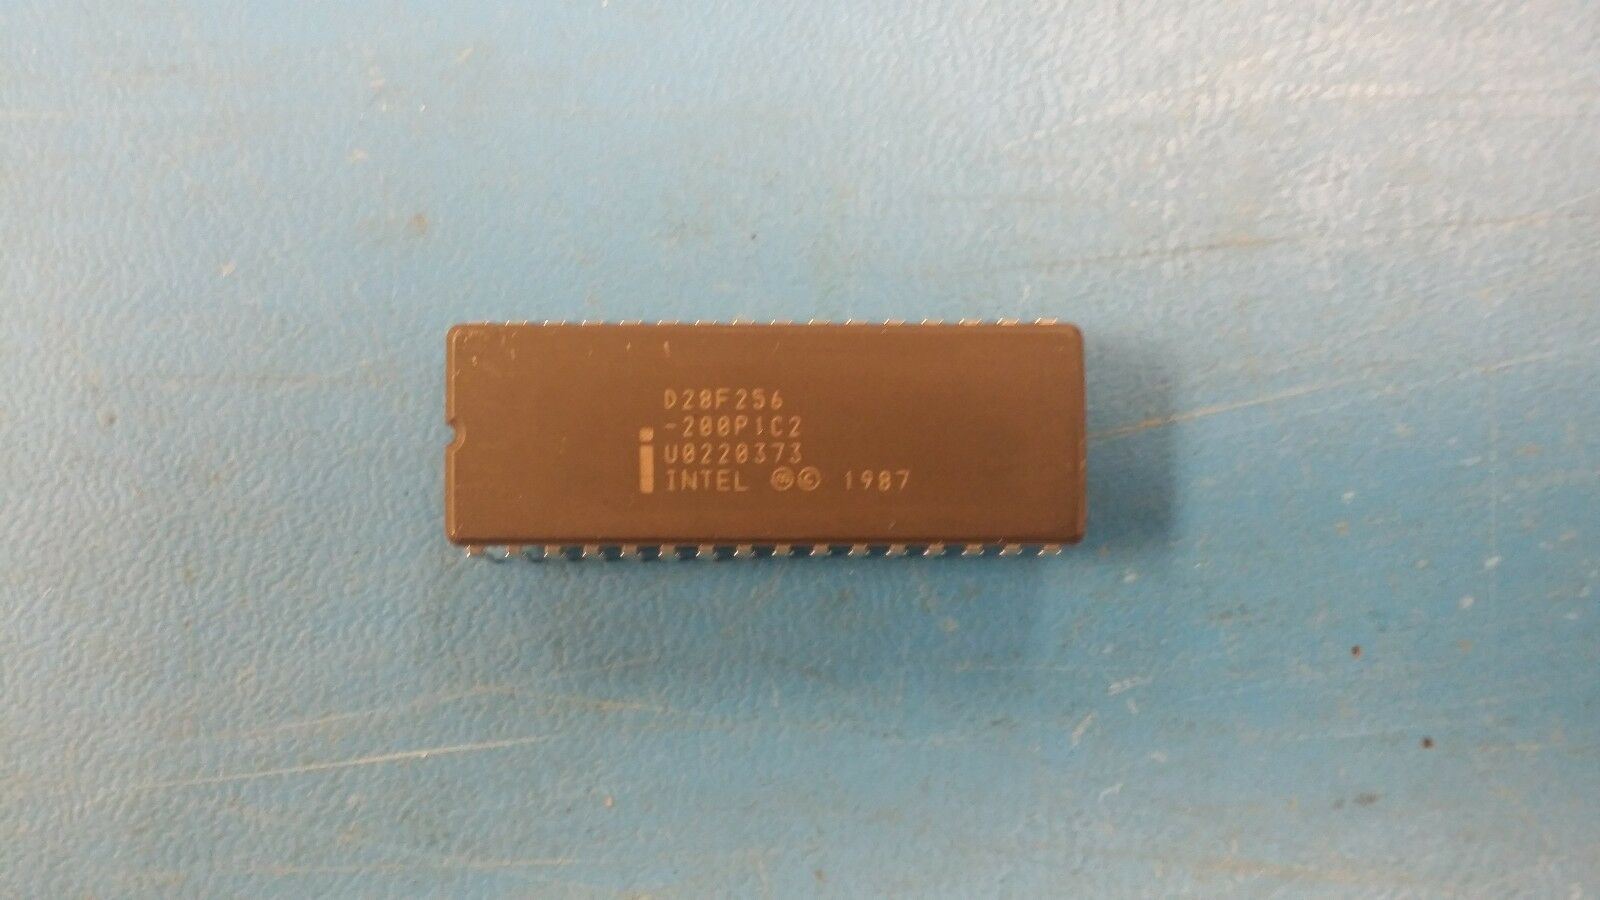 D28F256
-200P1C2
U0220373
INTEL Ⓜ© 1987